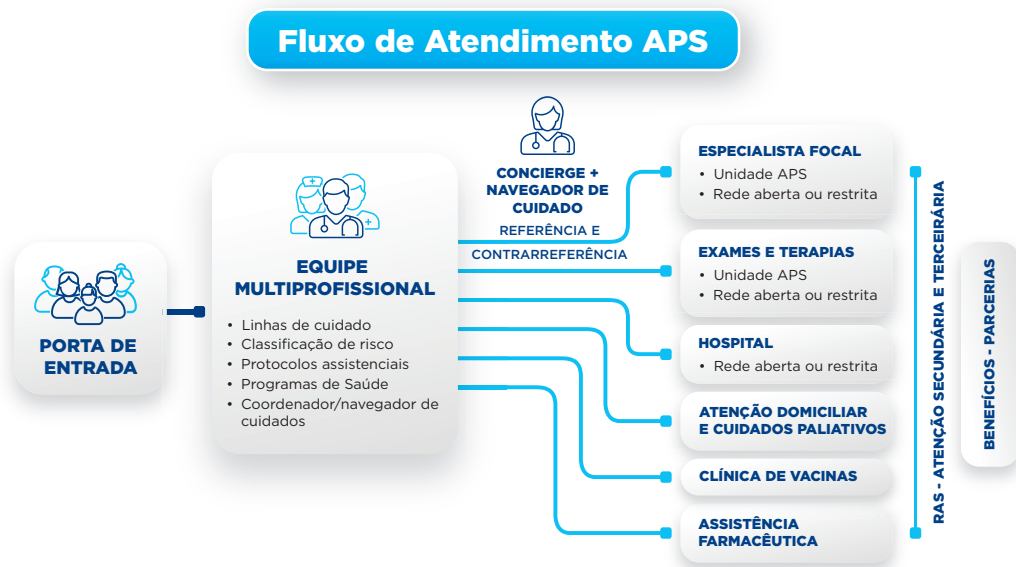 Fluxo de Atendimento APS
PORTA DE
ENTRADA
EQUIPE
MULTIPROFISSIONAL
• Linhas de cuidado
• Classificação de risco
• Protocolos assistenciais
• Programas de Saúde
• Coordenador/navegador de
cuidados
CONCIERGE +
NAVEGADOR DE
CUIDADO
REFERÊNCIA E
CONTRARREFERÊNCIA
ESPECIALISTA FOCAL
• Unidade APS
• Rede aberta ou restrita
EXAMES E TERAPIAS
• Unidade APS
• Rede aberta ou restrita
HOSPITAL
• Rede aberta ou restrita
ATENÇÃO DOMICILIAR
E CUIDADOS PALIATIVOS
CLÍNICA DE VACINAS
ASSISTÊNCIA
FARMACÊUTICA
RAS - ATENÇÃO SECUNDÁRIA E TERCEIRÁRIA
BENEFÍCIOS - PARCERIAS